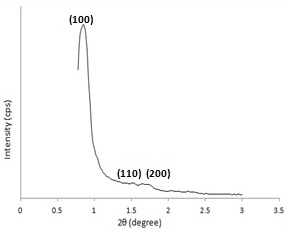 (100)
(110) (200)
Intensity (cps)
0 0.5 1 1.5 2 2.5 3 3.5
2θ (degree)